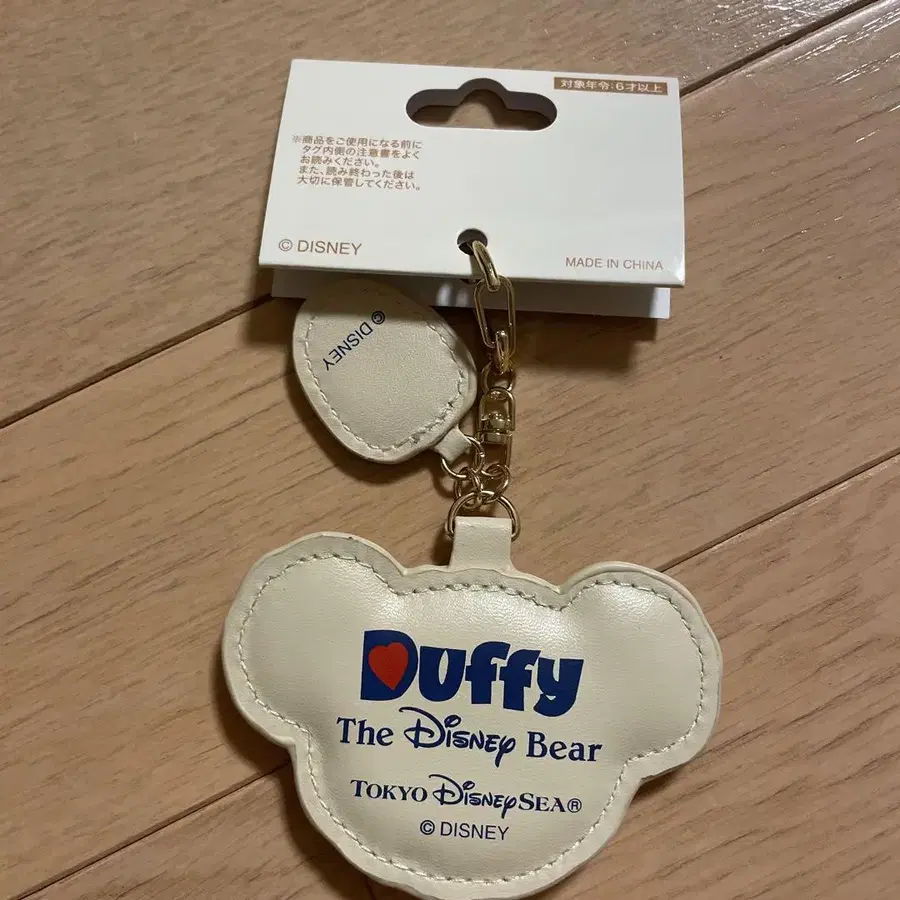 対象年令:6才以上
※商品をご使用になる前に
タグ内側の注意書をよく
お読みください。
また、読み終わった後は
大切に保管してください。
© DISNEY
MADE IN CHINA
© DISNEY
Duffy
The Disney Bear
TOKYO DISNEYSEA®
© DISNEY